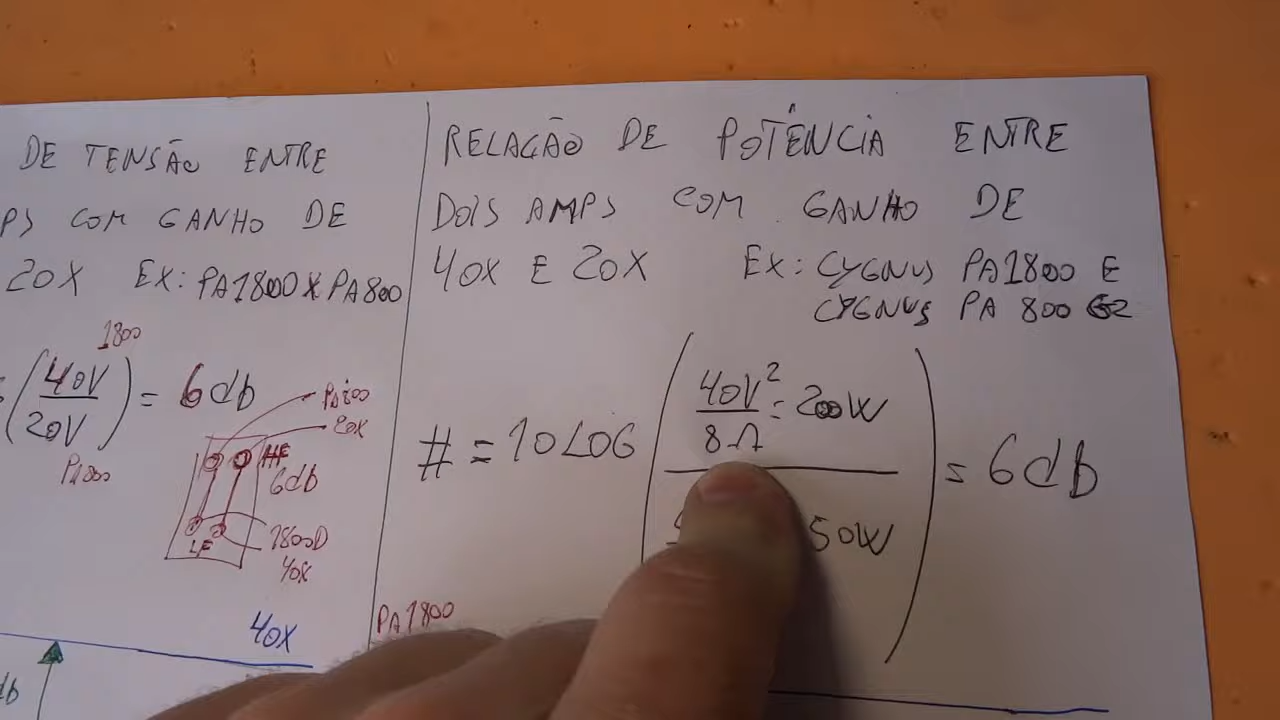 DE TENSÃO ENTRE
PS COM GANHO DE
20X EX: PA1800 X PA800
1800
(40V
20V) = 6db
PA800
20X
HF
6db
LF
1800D
40X
40X
db
RELAÇÃO DE POTÊNCIA ENTRE
DOIS AMPS COM GANHO DE
40X E 20X EX: CYGNUS PA1800 E
CYGNUS PA 800 G2
# = 10 LOG (40V² = 200W
8Ω
50W) = 6db
PA1800